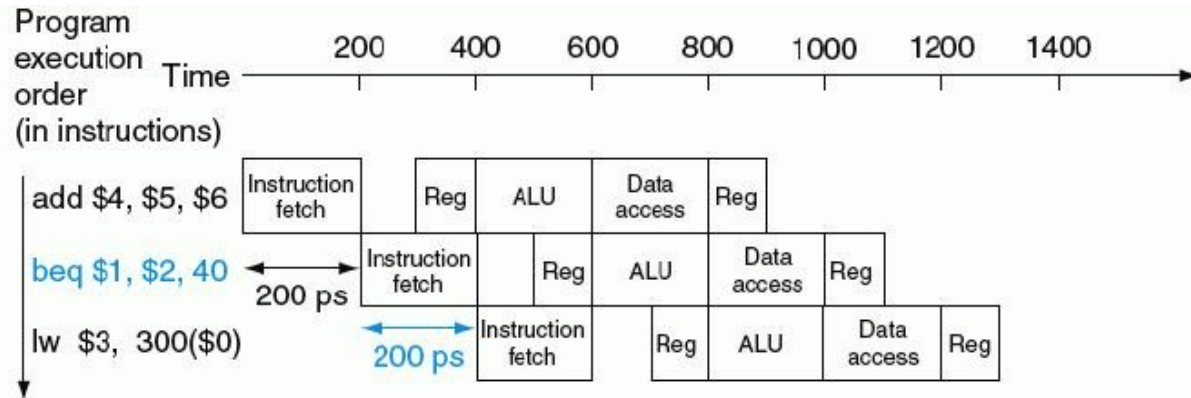 Program
execution
order
(in instructions)
Time
200 400 600 800 1000 1200 1400
add $4, $5, $6
Instruction
fetch
Reg
ALU
Data
access
Reg
beq $1, $2, 40
200 ps
Instruction
fetch
Reg
ALU
Data
access
Reg
lw $3, 300($0)
200 ps
Instruction
fetch
Reg
ALU
Data
access
Reg